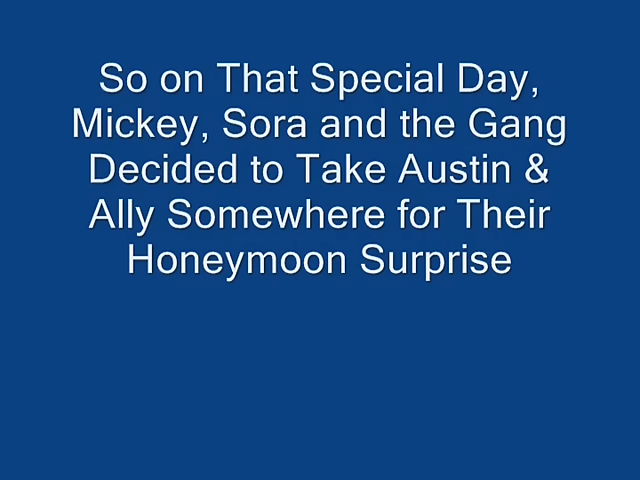 So on That Special Day,
Mickey, Sora and the Gang
Decided to Take Austin &
Ally Somewhere for Their
Honeymoon Surprise